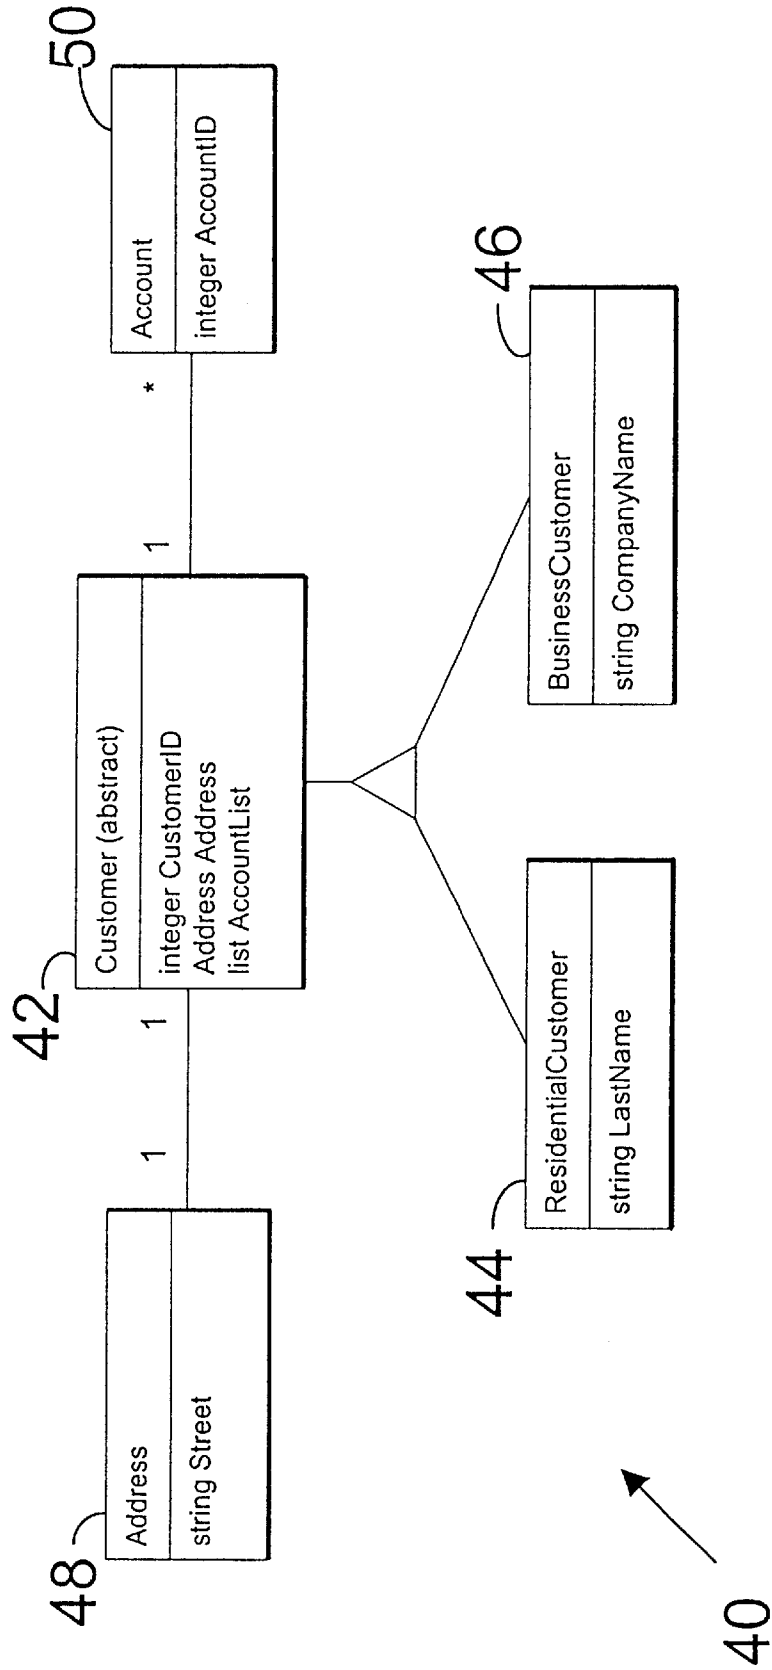 48
Address
string Street
1
1
42
Customer (abstract)
integer CustomerID
Address Address
list AccountList
1
*
50
Account
integer AccountID
44
ResidentialCustomer
string LastName
46
BusinessCustomer
string CompanyName
40